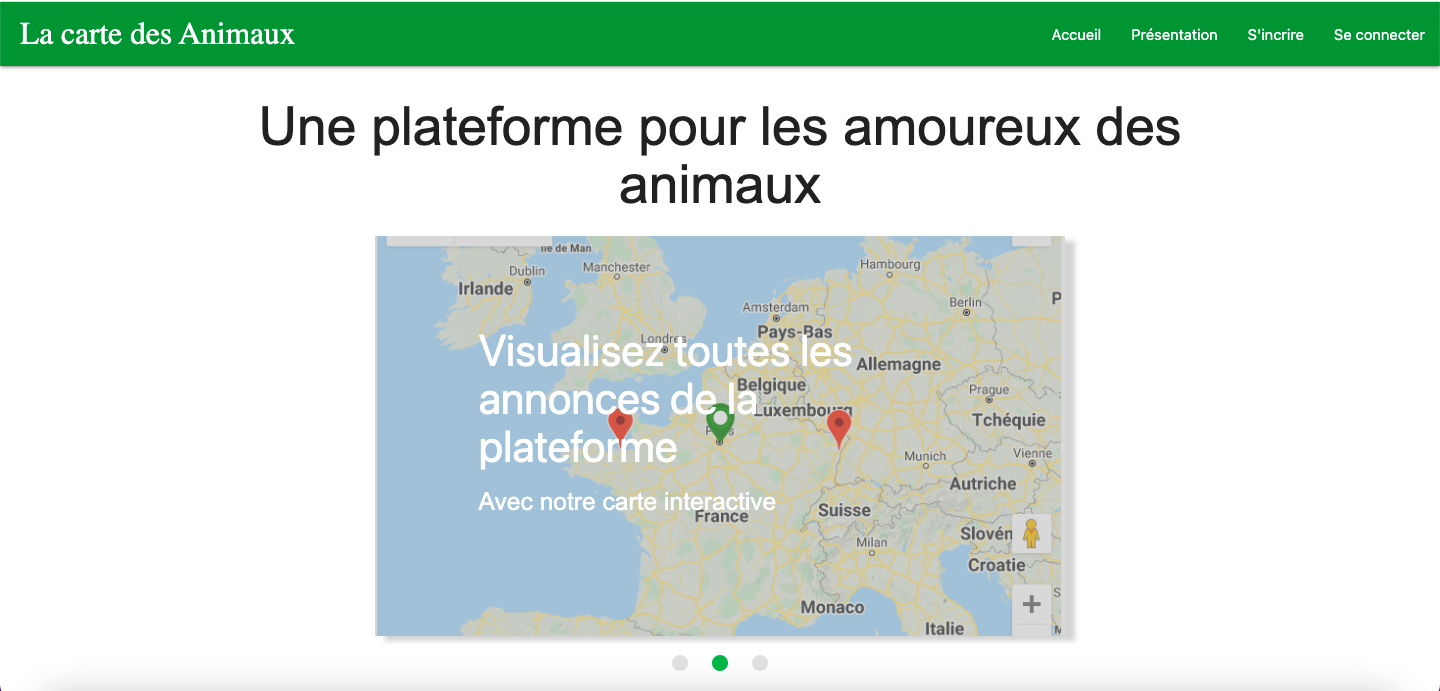 La carte des Animaux
Accueil Présentation S'incrire Se connecter
Une plateforme pour les amoureux des
animaux
Ile de Man
Dublin
Manchester
Hambourg
Irlande
Berlin
Amsterdam
Pays-Bas
Londres
Visualisez toutes les
Allemagne
Belgique
Prague
annonces de la
Luxembourg
Tchéquie
Paris
plateforme
Munich
Vienne
Autriche
Avec notre carte interactive
France
Suisse
Slovén
Milan
Croatie
Monaco
Italie